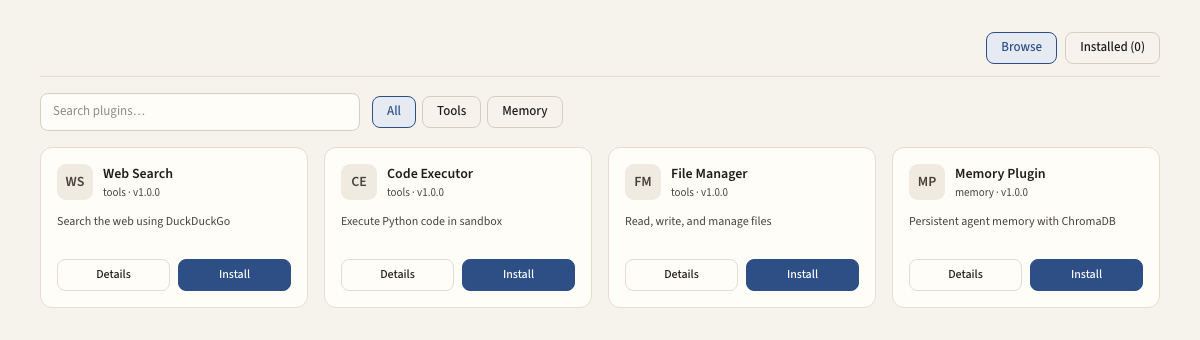 Browse
Installed (0)
Search plugins…
All
Tools
Memory
WS
Web Search
tools · v1.0.0
Search the web using DuckDuckGo
Details
Install
CE
Code Executor
tools · v1.0.0
Execute Python code in sandbox
Details
Install
FM
File Manager
tools · v1.0.0
Read, write, and manage files
Details
Install
MP
Memory Plugin
memory · v1.0.0
Persistent agent memory with ChromaDB
Details
Install